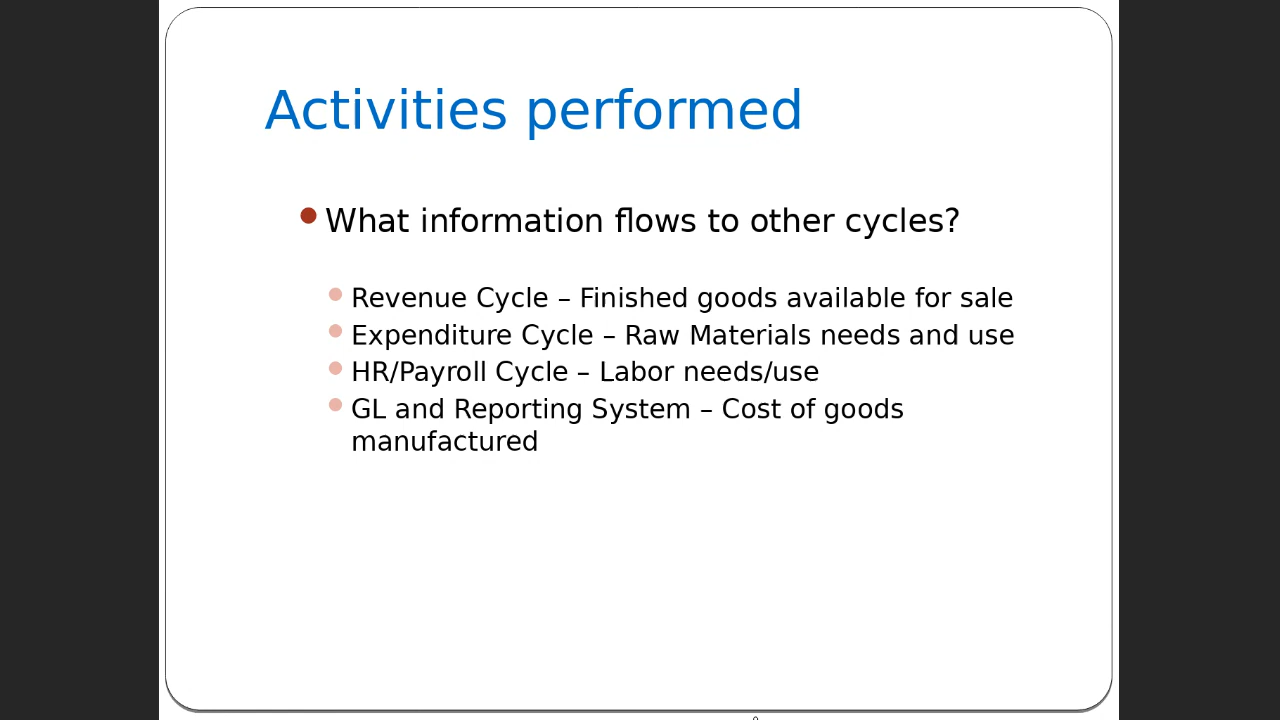 Activities performed
What information flows to other cycles?
Revenue Cycle – Finished goods available for sale
Expenditure Cycle – Raw Materials needs and use
HR/Payroll Cycle – Labor needs/use
GL and Reporting System – Cost of goods
manufactured